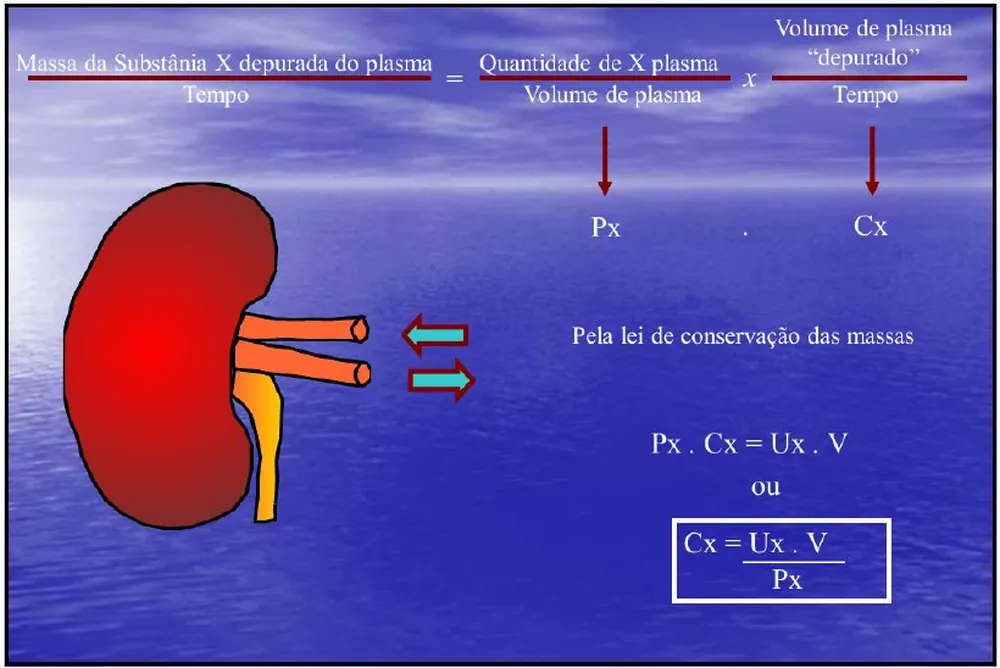 Volume de plasma
Massa da Substânia X depurada do plasma = Quantidade de X plasma x “depurado”
Tempo Volume de plasma Tempo
Px . Cx
Pela lei de conservação das massas
Px . Cx = Ux . V
ou
Cx = Ux . V
Px